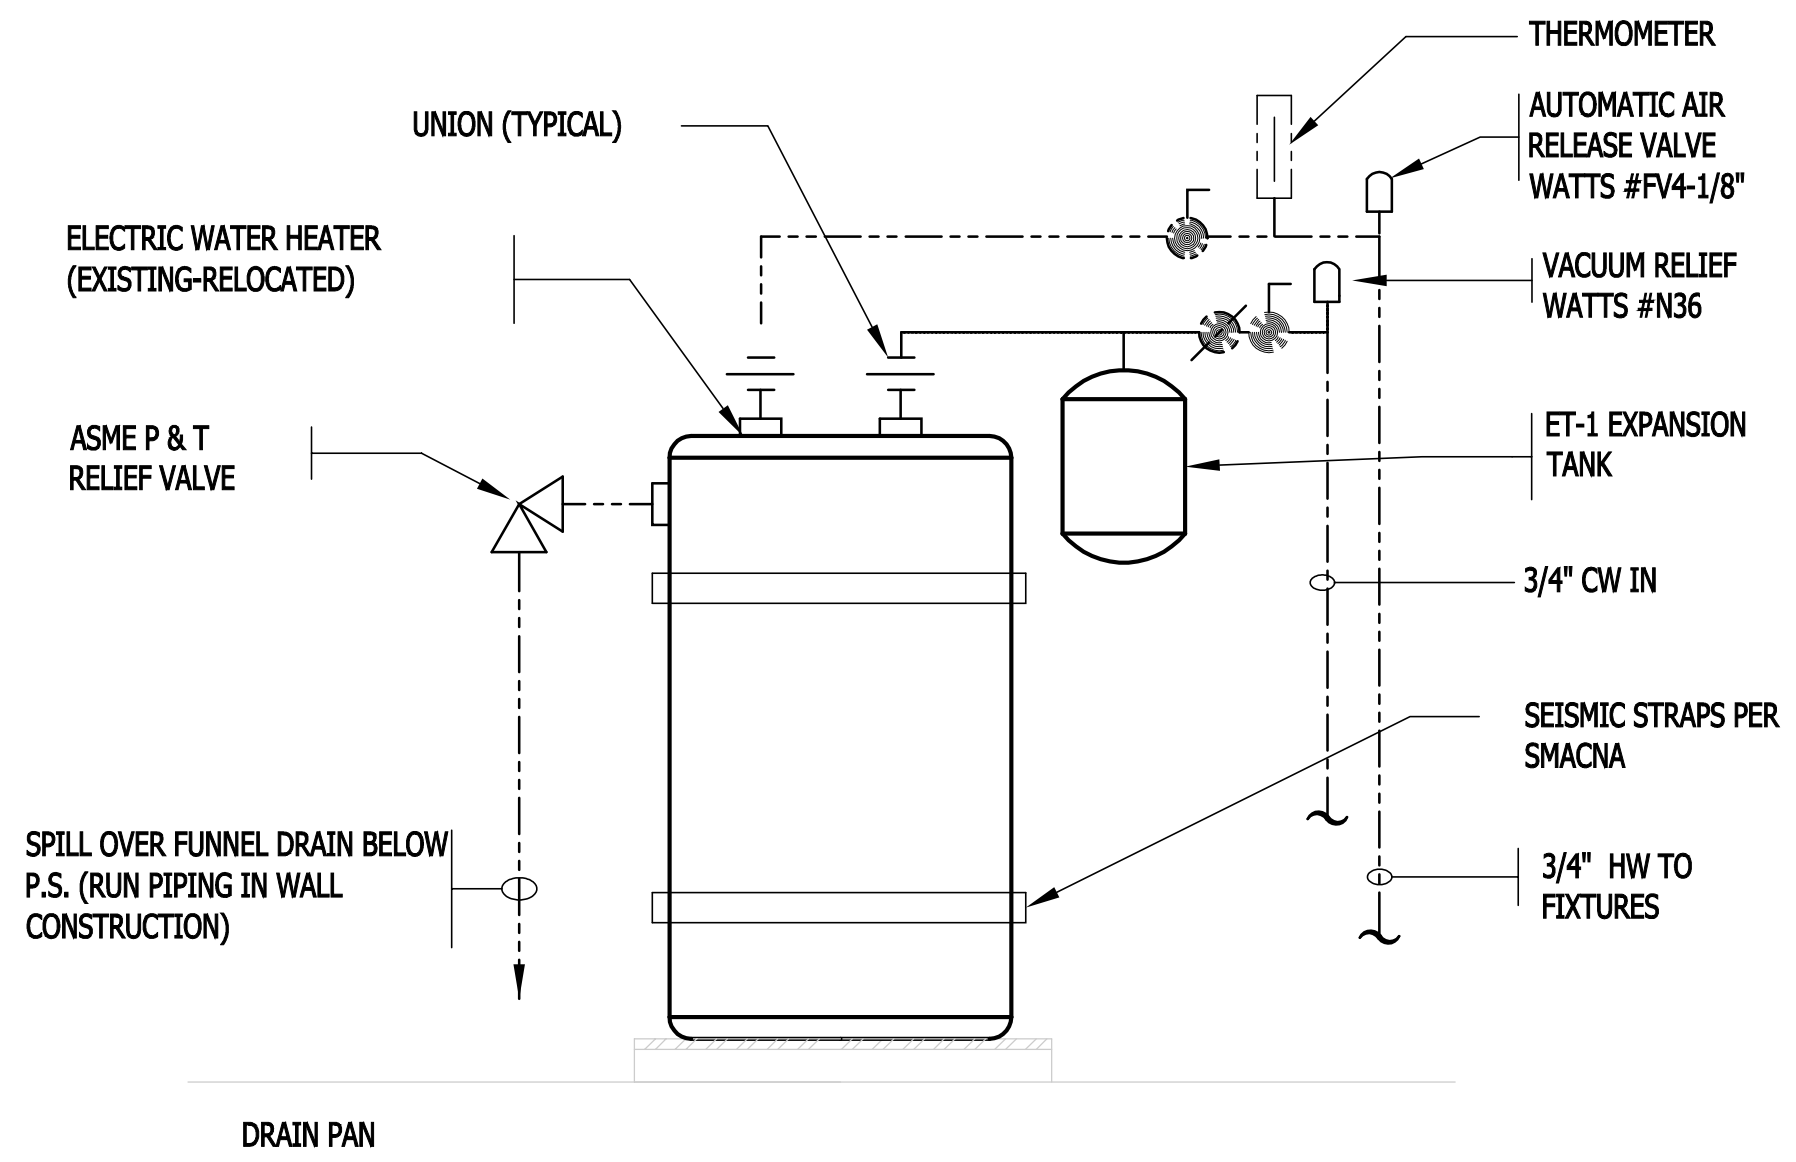 THERMOMETER
AUTOMATIC AIR
RELEASE VALVE
WATTS #FV4-1/8"
UNION (TYPICAL)
ELECTRIC WATER HEATER
(EXISTING-RELOCATED)
VACUUM RELIEF
WATTS #N36
ASME P & T
RELIEF VALVE
ET-1 EXPANSION
TANK
3/4" CW IN
SEISMIC STRAPS PER
SMACNA
SPILL OVER FUNNEL DRAIN BELOW
P.S. (RUN PIPING IN WALL
CONSTRUCTION)
3/4" HW TO
FIXTURES
DRAIN PAN